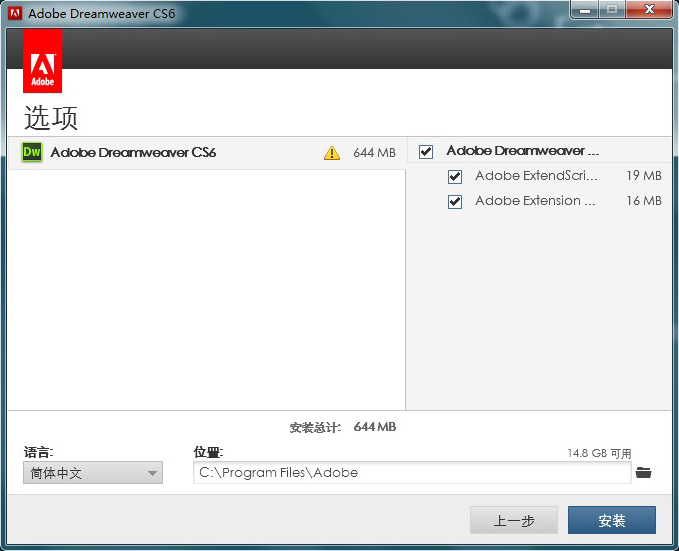 Adobe Dreamweaver CS6
Adobe
选项
Dw Adobe Dreamweaver CS6 644 MB
Adobe Dreamweaver ...
Adobe ExtendScri... 19 MB
Adobe Extension ... 16 MB
安装总计: 644 MB
语言: 位置: 14.8 GB 可用
简体中文 C:\Program Files\Adobe
上一步 安装